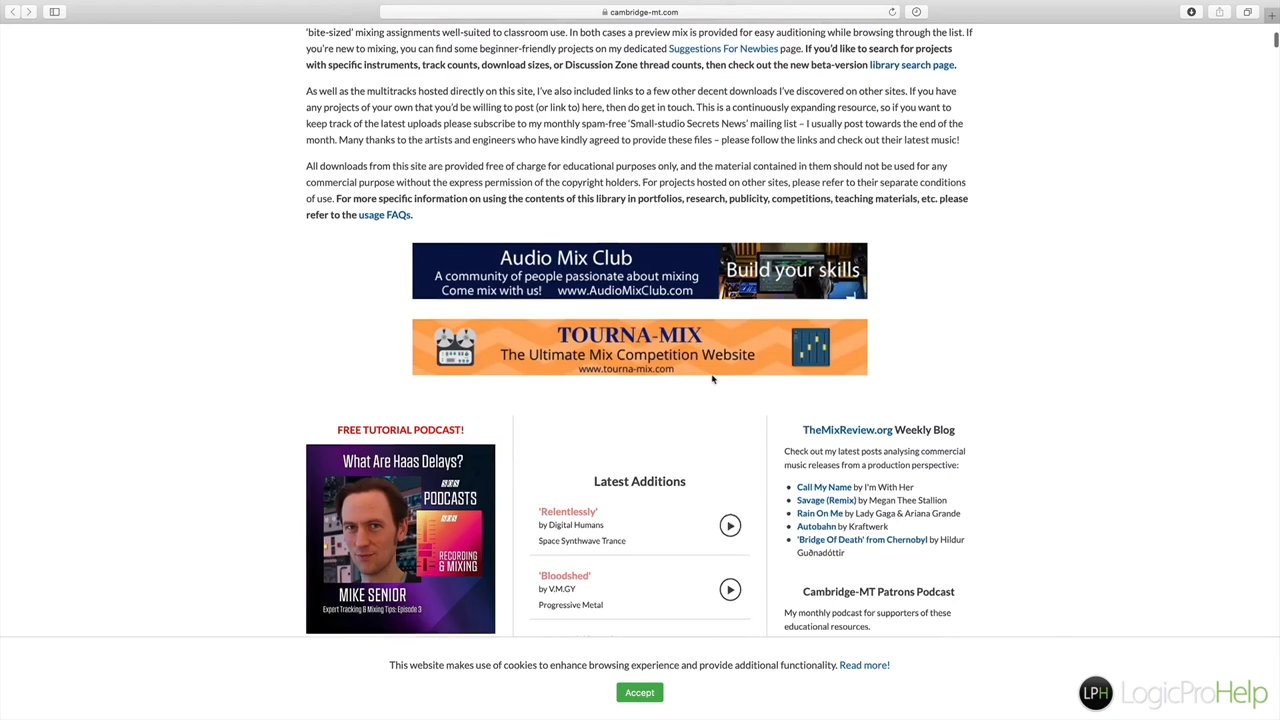 cambridge-mt.com
'bite-sized' mixing assignments well-suited to classroom use. In both cases a preview mix is provided for easy auditioning while browsing through the list. If
you're new to mixing, you can find some beginner-friendly projects on my dedicated Suggestions For Newbies page. If you'd like to search for projects
with specific instruments, track counts, download sizes, or Discussion Zone thread counts, then check out the new beta-version library search page.
As well as the multitracks hosted directly on this site, I've also included links to a few other decent downloads I've discovered on other sites. If you have
any projects of your own that you'd be willing to post (or link to) here, then do get in touch. This is a continuously expanding resource, so if you want to
keep track of the latest uploads please subscribe to my monthly spam-free 'Small-studio Secrets News' mailing list – I usually post towards the end of the
month. Many thanks to the artists and engineers who have kindly agreed to provide these files – please follow the links and check out their latest music!
All downloads from this site are provided free of charge for educational purposes only, and the material contained in them should not be used for any
commercial purpose without the express permission of the copyright holders. For projects hosted on other sites, please refer to their separate conditions
of use. For more specific information on using the contents of this library in portfolios, research, publicity, competitions, teaching materials, etc. please
refer to the usage FAQs.
Audio Mix Club
A community of people passionate about mixing
Come mix with us! www.AudioMixClub.com
Build your skills
TOURNA-MIX
The Ultimate Mix Competition Website
www.tourna-mix.com
FREE TUTORIAL PODCAST!
What Are Haas Delays?
SOS
PODCASTS
SOS
RECORDING
& MIXING
MIKE SENIOR
Expert Tracking & Mixing Tips: Episode 3
Latest Additions
'Relentlessly'
by Digital Humans
Space Synthwave Trance
'Bloodshed'
by V.M.GY
Progressive Metal
TheMixReview.org Weekly Blog
Check out my latest posts analysing commercial
music releases from a production perspective:
Call My Name by I'm With Her
Savage (Remix) by Megan Thee Stallion
Rain On Me by Lady Gaga & Ariana Grande
Autobahn by Kraftwerk
'Bridge Of Death' from Chernobyl by Hildur
Guðnadóttir
Cambridge-MT Patrons Podcast
My monthly podcast for supporters of these
educational resources.
This website makes use of cookies to enhance browsing experience and provide additional functionality. Read more!
Accept
LPH LogicProHelp